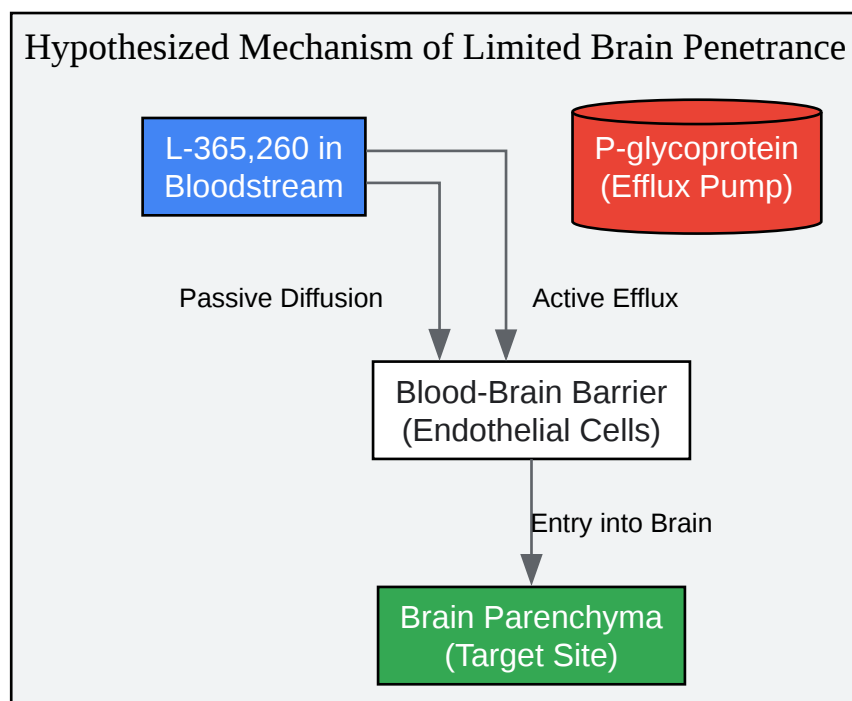 Hypothesized Mechanism of Limited Brain Penetrance
L-365,260 in
Bloodstream
P-glycoprotein
(Efflux Pump)
Passive Diffusion
Active Efflux
Blood-Brain Barrier
(Endothelial Cells)
Entry into Brain
Brain Parenchyma
(Target Site)